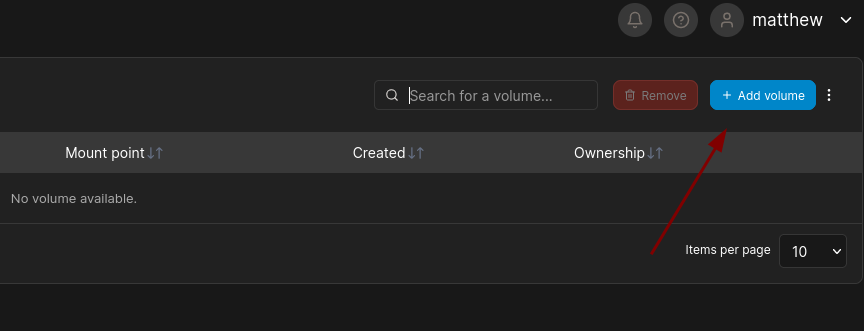 matthew
Search for a volume...
Remove
+ Add volume
Mount point
Created
Ownership
No volume available.
Items per page
10